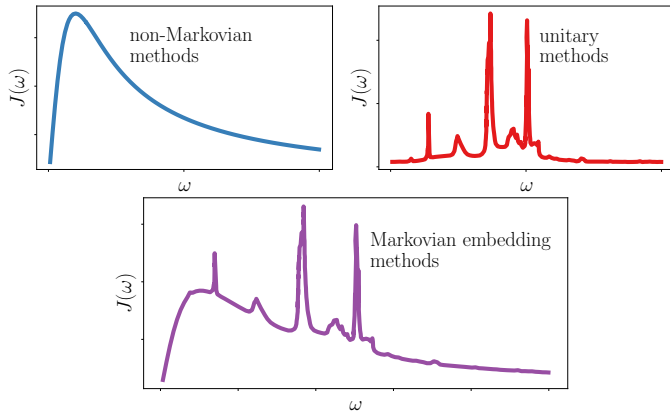 non-Markovian
methods
J(ω)
ω
unitary
methods
J(ω)
ω
Markovian embedding
methods
J(ω)
ω